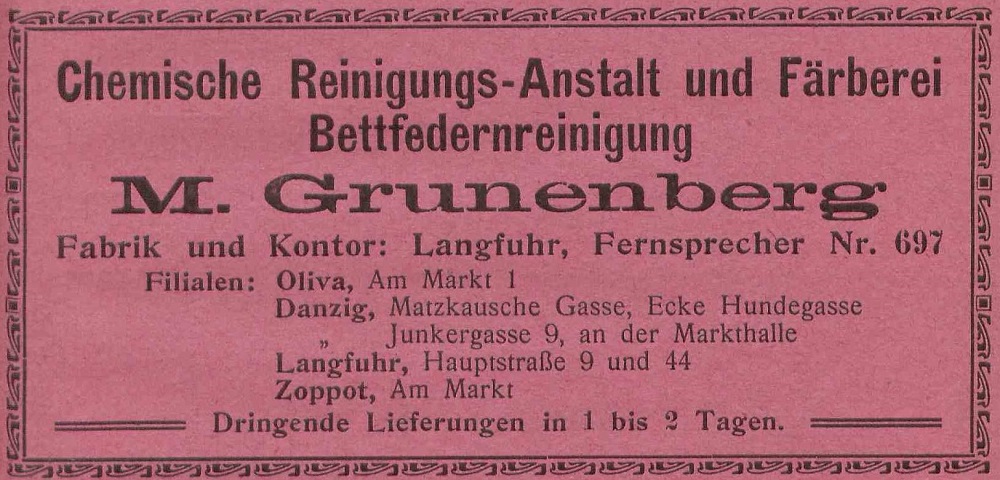 Chemische Reinigungs-Anstalt und Färberei
Bettfedernreinigung
M. Grunenberg
Fabrik und Kontor: Langfuhr, Fernsprecher Nr. 697
Filialen: Oliva, Am Markt 1
Danzig, Matzkausche Gasse, Ecke Hundegasse
„ Junkergasse 9, an der Markthalle
Langfuhr, Hauptstraße 9 und 44
Zoppot, Am Markt
Dringende Lieferungen in 1 bis 2 Tagen.